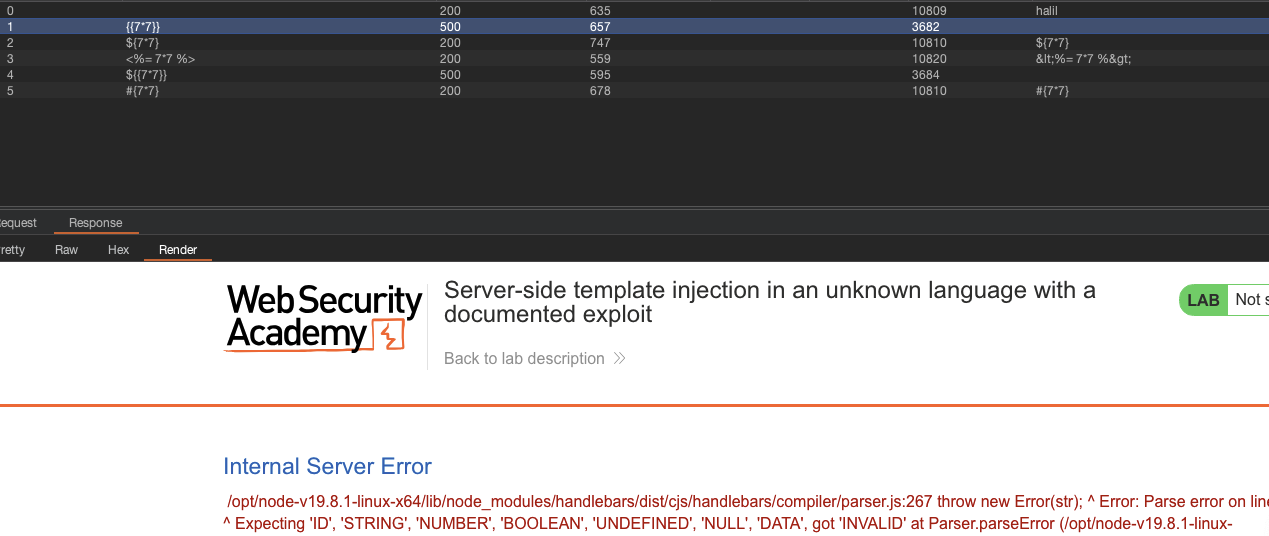 0 200 635 10809 halil
1 {{7*7}} 500 657 3682
2 ${7*7} 200 747 10810 ${7*7}
3 <%= 7*7 %> 200 559 10820 &lt;%= 7*7 %&gt;
4 ${{7*7}} 500 595 3684
5 #{7*7} 200 678 10810 #{7*7}
equest Response
retty Raw Hex Render
Web Security
Academy
Server-side template injection in an unknown language with a
documented exploit
LAB Not s
Back to lab description
Internal Server Error
/opt/node-v19.8.1-linux-x64/lib/node_modules/handlebars/dist/cjs/handlebars/compiler/parser.js:267 throw new Error(str); ^ Error: Parse error on line
^ Expecting 'ID', 'STRING', 'NUMBER', 'BOOLEAN', 'UNDEFINED', 'NULL', 'DATA', got 'INVALID' at Parser.parseError (/opt/node-v19.8.1-linux-